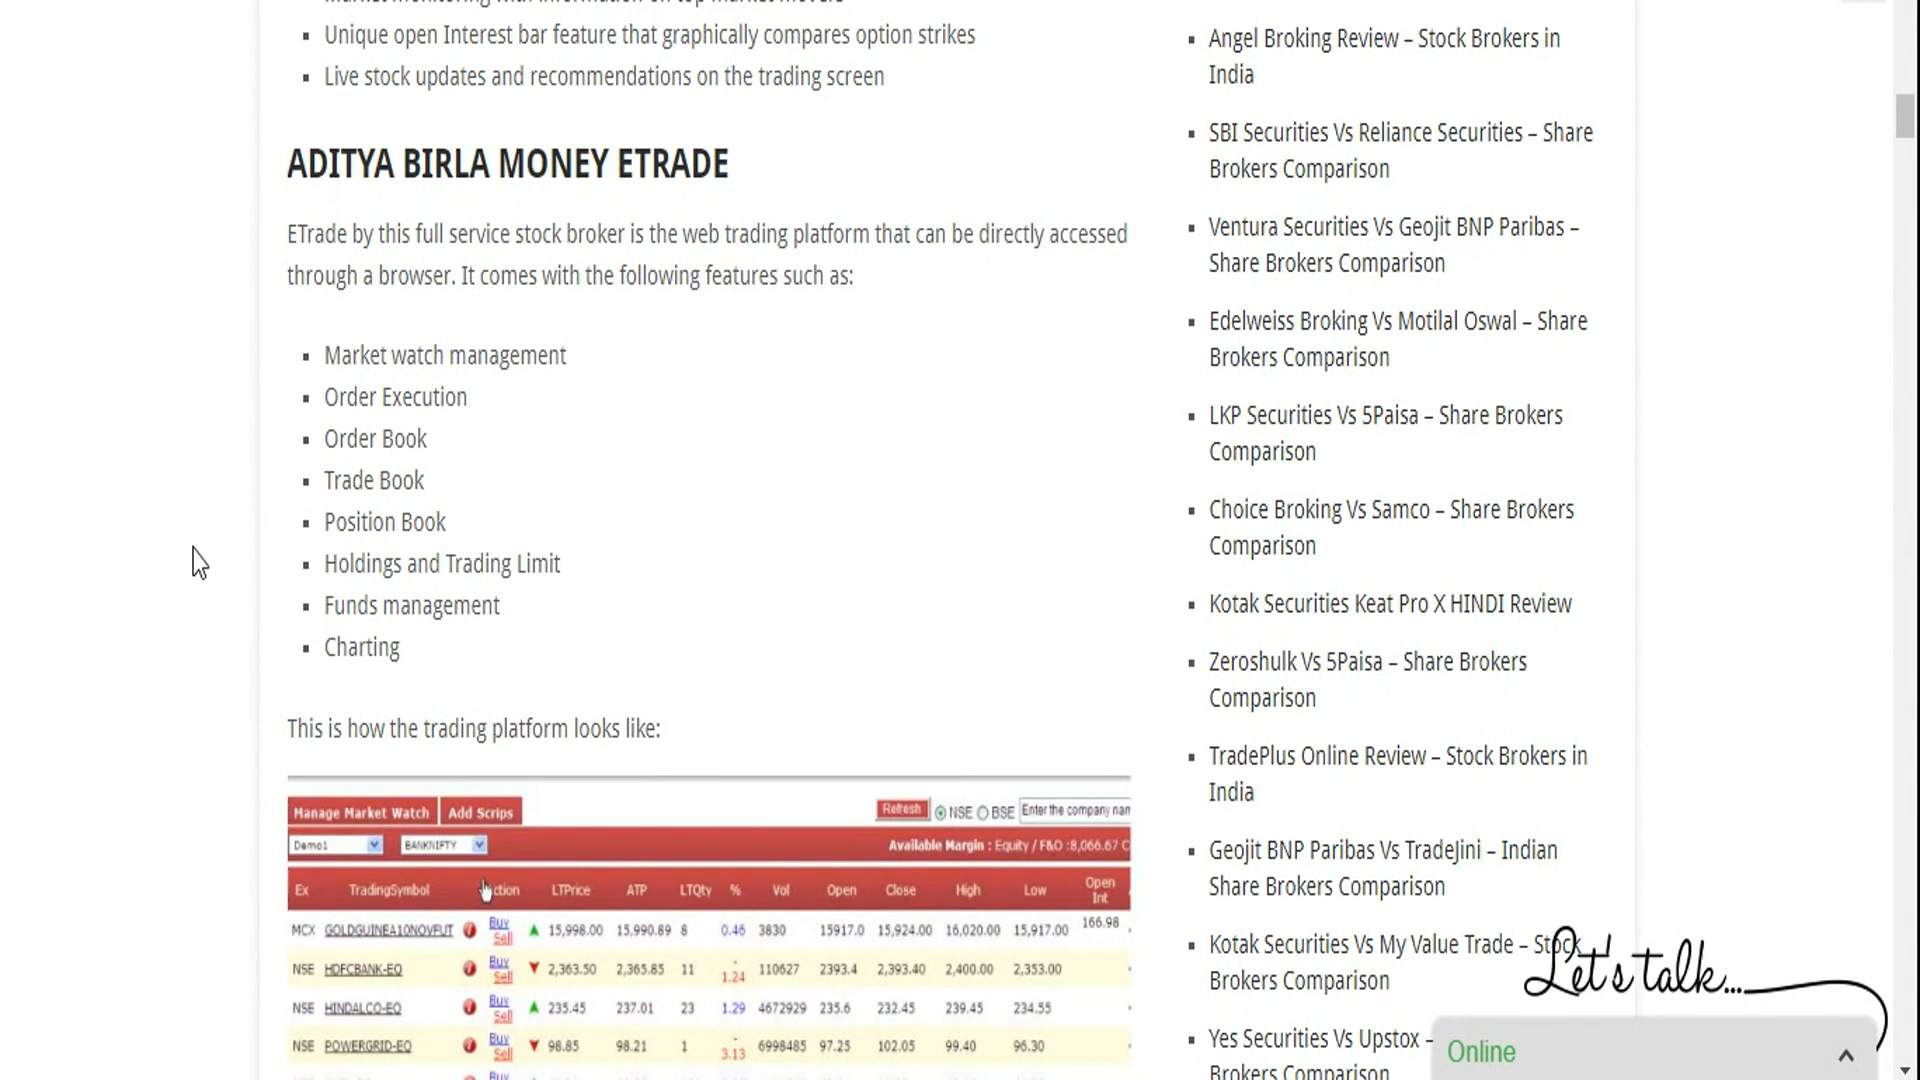 Unique open Interest bar feature that graphically compares option strikes
Live stock updates and recommendations on the trading screen
ADITYA BIRLA MONEY ETRADE
ETrade by this full service stock broker is the web trading platform that can be directly accessed
through a browser. It comes with the following features such as:
Market watch management
Order Execution
Order Book
Trade Book
Position Book
Holdings and Trading Limit
Funds management
Charting
This is how the trading platform looks like:
Manage Market Watch Add Scrips Refresh NSE BSE Enter the company nam
Demo1 BANKNIFTY Available Margin : Equity / F&O :8,066.67 C
Ex TradingSymbol ction LTPrice ATP LTQty % Vol Open Close High Low Open Int
MCX GOLDGUINEA10NOVFUT Buy Sell 15,998.00 15,990.89 8 0.46 3830 15917.0 15,924.00 16,020.00 15,917.00 166.98
NSE HDFCBANK-EQ Buy Sell 2,363.50 2,365.85 11 -1.24 110627 2393.4 2,393.40 2,400.00 2,353.00
NSE HINDALCO-EQ Buy Sell 235.45 237.01 23 1.29 4672929 235.6 232.45 239.45 234.55
NSE POWERGRID-EQ Buy Sell 98.85 98.21 1 -3.13 6998485 97.25 102.05 99.40 96.30
Angel Broking Review – Stock Brokers in
India
SBI Securities Vs Reliance Securities – Share
Brokers Comparison
Ventura Securities Vs Geojit BNP Paribas –
Share Brokers Comparison
Edelweiss Broking Vs Motilal Oswal – Share
Brokers Comparison
LKP Securities Vs 5Paisa – Share Brokers
Comparison
Choice Broking Vs Samco – Share Brokers
Comparison
Kotak Securities Keat Pro X HINDI Review
Zeroshulk Vs 5Paisa – Share Brokers
Comparison
TradePlus Online Review – Stock Brokers in
India
Geojit BNP Paribas Vs TradeJini – Indian
Share Brokers Comparison
Kotak Securities Vs My Value Trade – Stock
Brokers Comparison
Yes Securities Vs Upstox –
Brokers Comparison
Let's talk...
Online